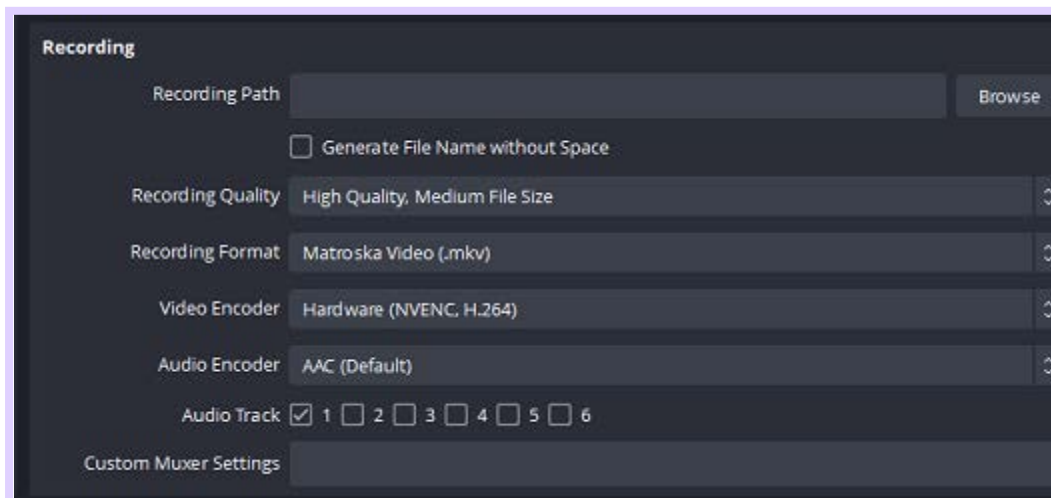 Recording
Recording Path Browse
Generate File Name without Space
Recording Quality High Quality, Medium File Size
Recording Format Matroska Video (.mkv)
Video Encoder Hardware (NVENC, H.264)
Audio Encoder AAC (Default)
Audio Track 1 2 3 4 5 6
Custom Muxer Settings